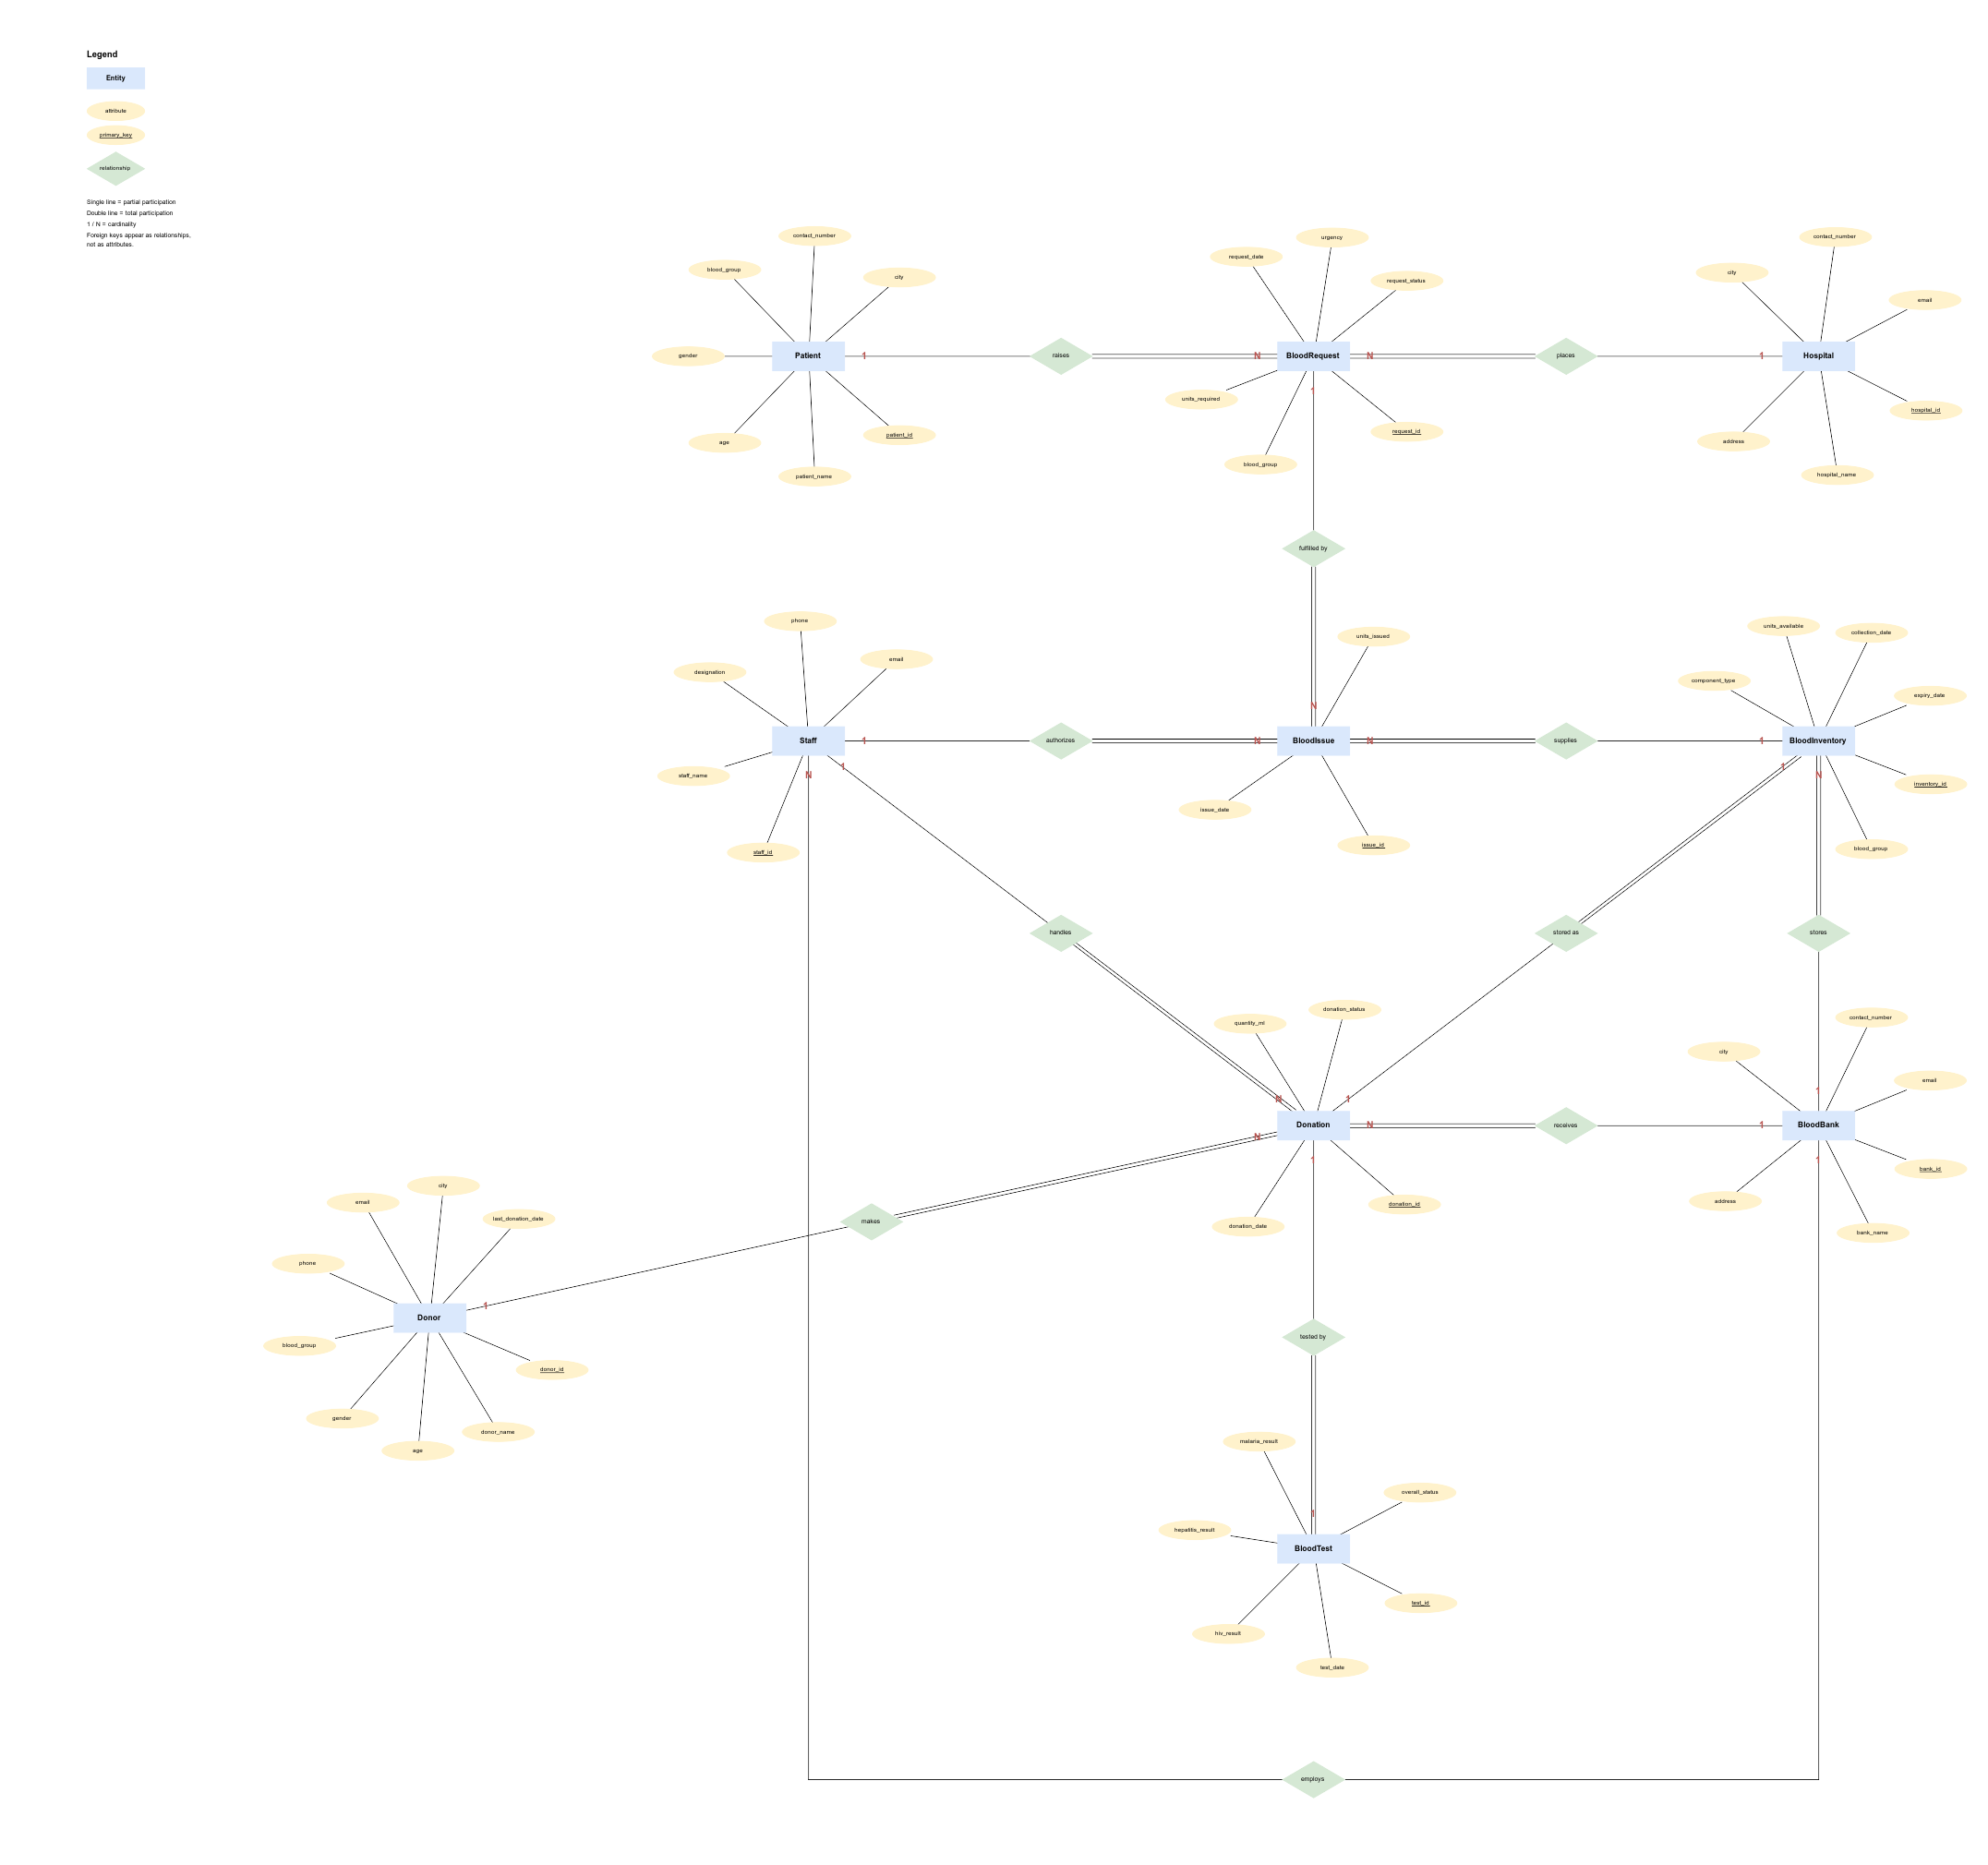 Legend
Entity
attribute
primary_key
relationship
Single line = partial participation
Double line = total participation
1 / N = cardinality
Foreign keys appear as relationships,
not as attributes.
contact_number
blood_group
city
gender
Patient
age
patient_id
patient_name
1
raises
N
urgency
request_date
request_status
BloodRequest
units_required
request_id
blood_group
1
N
places
1
contact_number
city
email
Hospital
hospital_id
address
hospital_name
fulfilled by
N
phone
designation
email
Staff
staff_name
staff_id
1
authorizes
N
1
N
units_issued
BloodIssue
issue_date
issue_id
N
supplies
1
units_available
collection_date
component_type
expiry_date
BloodInventory
inventory_id
blood_group
1
N
handles
stored as
stores
quantity_ml
donation_status
N
1
N
Donation
donation_date
donation_id
1
N
receives
1
contact_number
city
email
1
BloodBank
bank_id
address
bank_name
1
makes
city
email
last_donation_date
phone
1
Donor
blood_group
donor_id
gender
donor_name
age
tested by
1
malaria_result
overall_status
hepatitis_result
BloodTest
test_id
hiv_result
test_date
employs